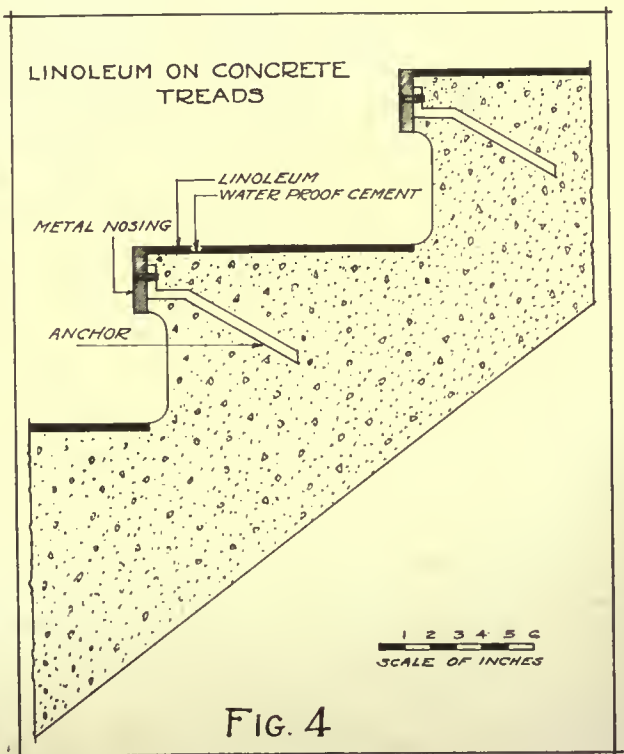 LINOLEUM ON CONCRETE
TREADS
LINOLEUM
WATER PROOF CEMENT
METAL NOSING
ANCHOR
1 2 3 4 5 6
SCALE OF INCHES
FIG. 4